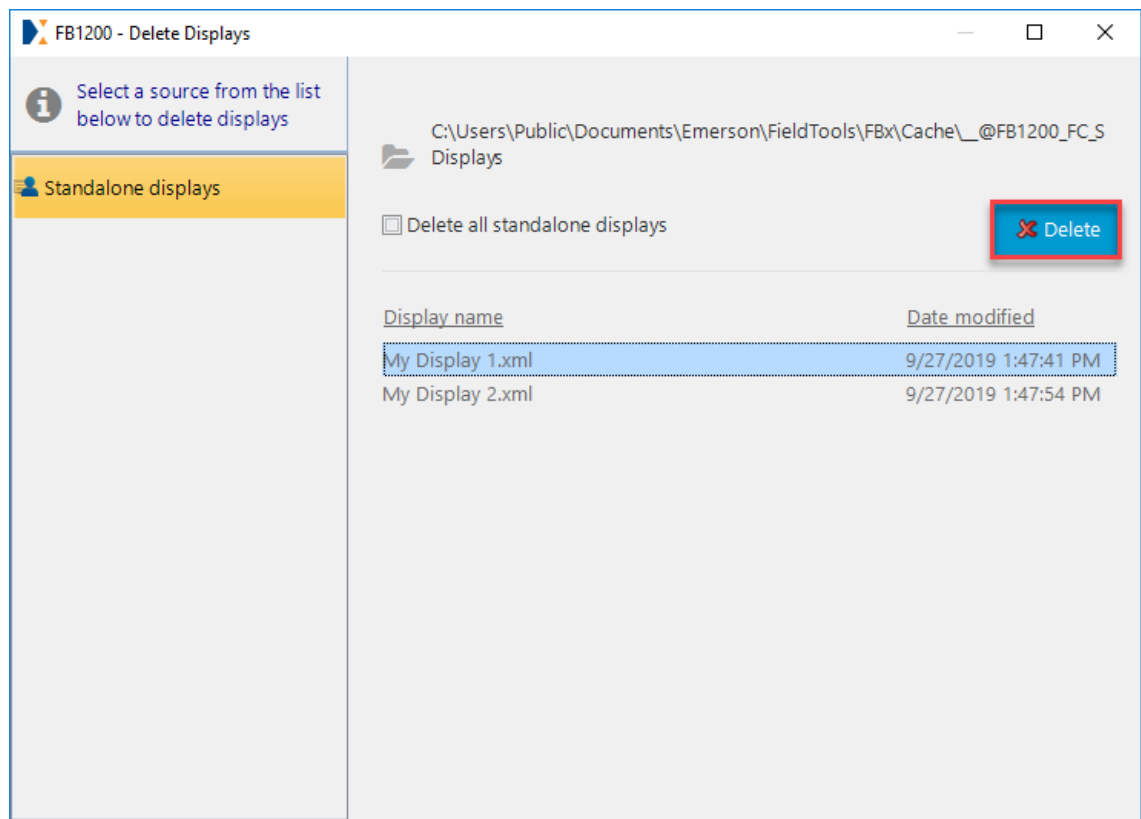 FB1200 - Delete Displays
Select a source from the list
below to delete displays
Standalone displays
C:\Users\Public\Documents\Emerson\FieldTools\FBx\Cache\__@FB1200_FC_S
Displays
Delete all standalone displays
Delete
Display name Date modified
My Display 1.xml 9/27/2019 1:47:41 PM
My Display 2.xml 9/27/2019 1:47:54 PM